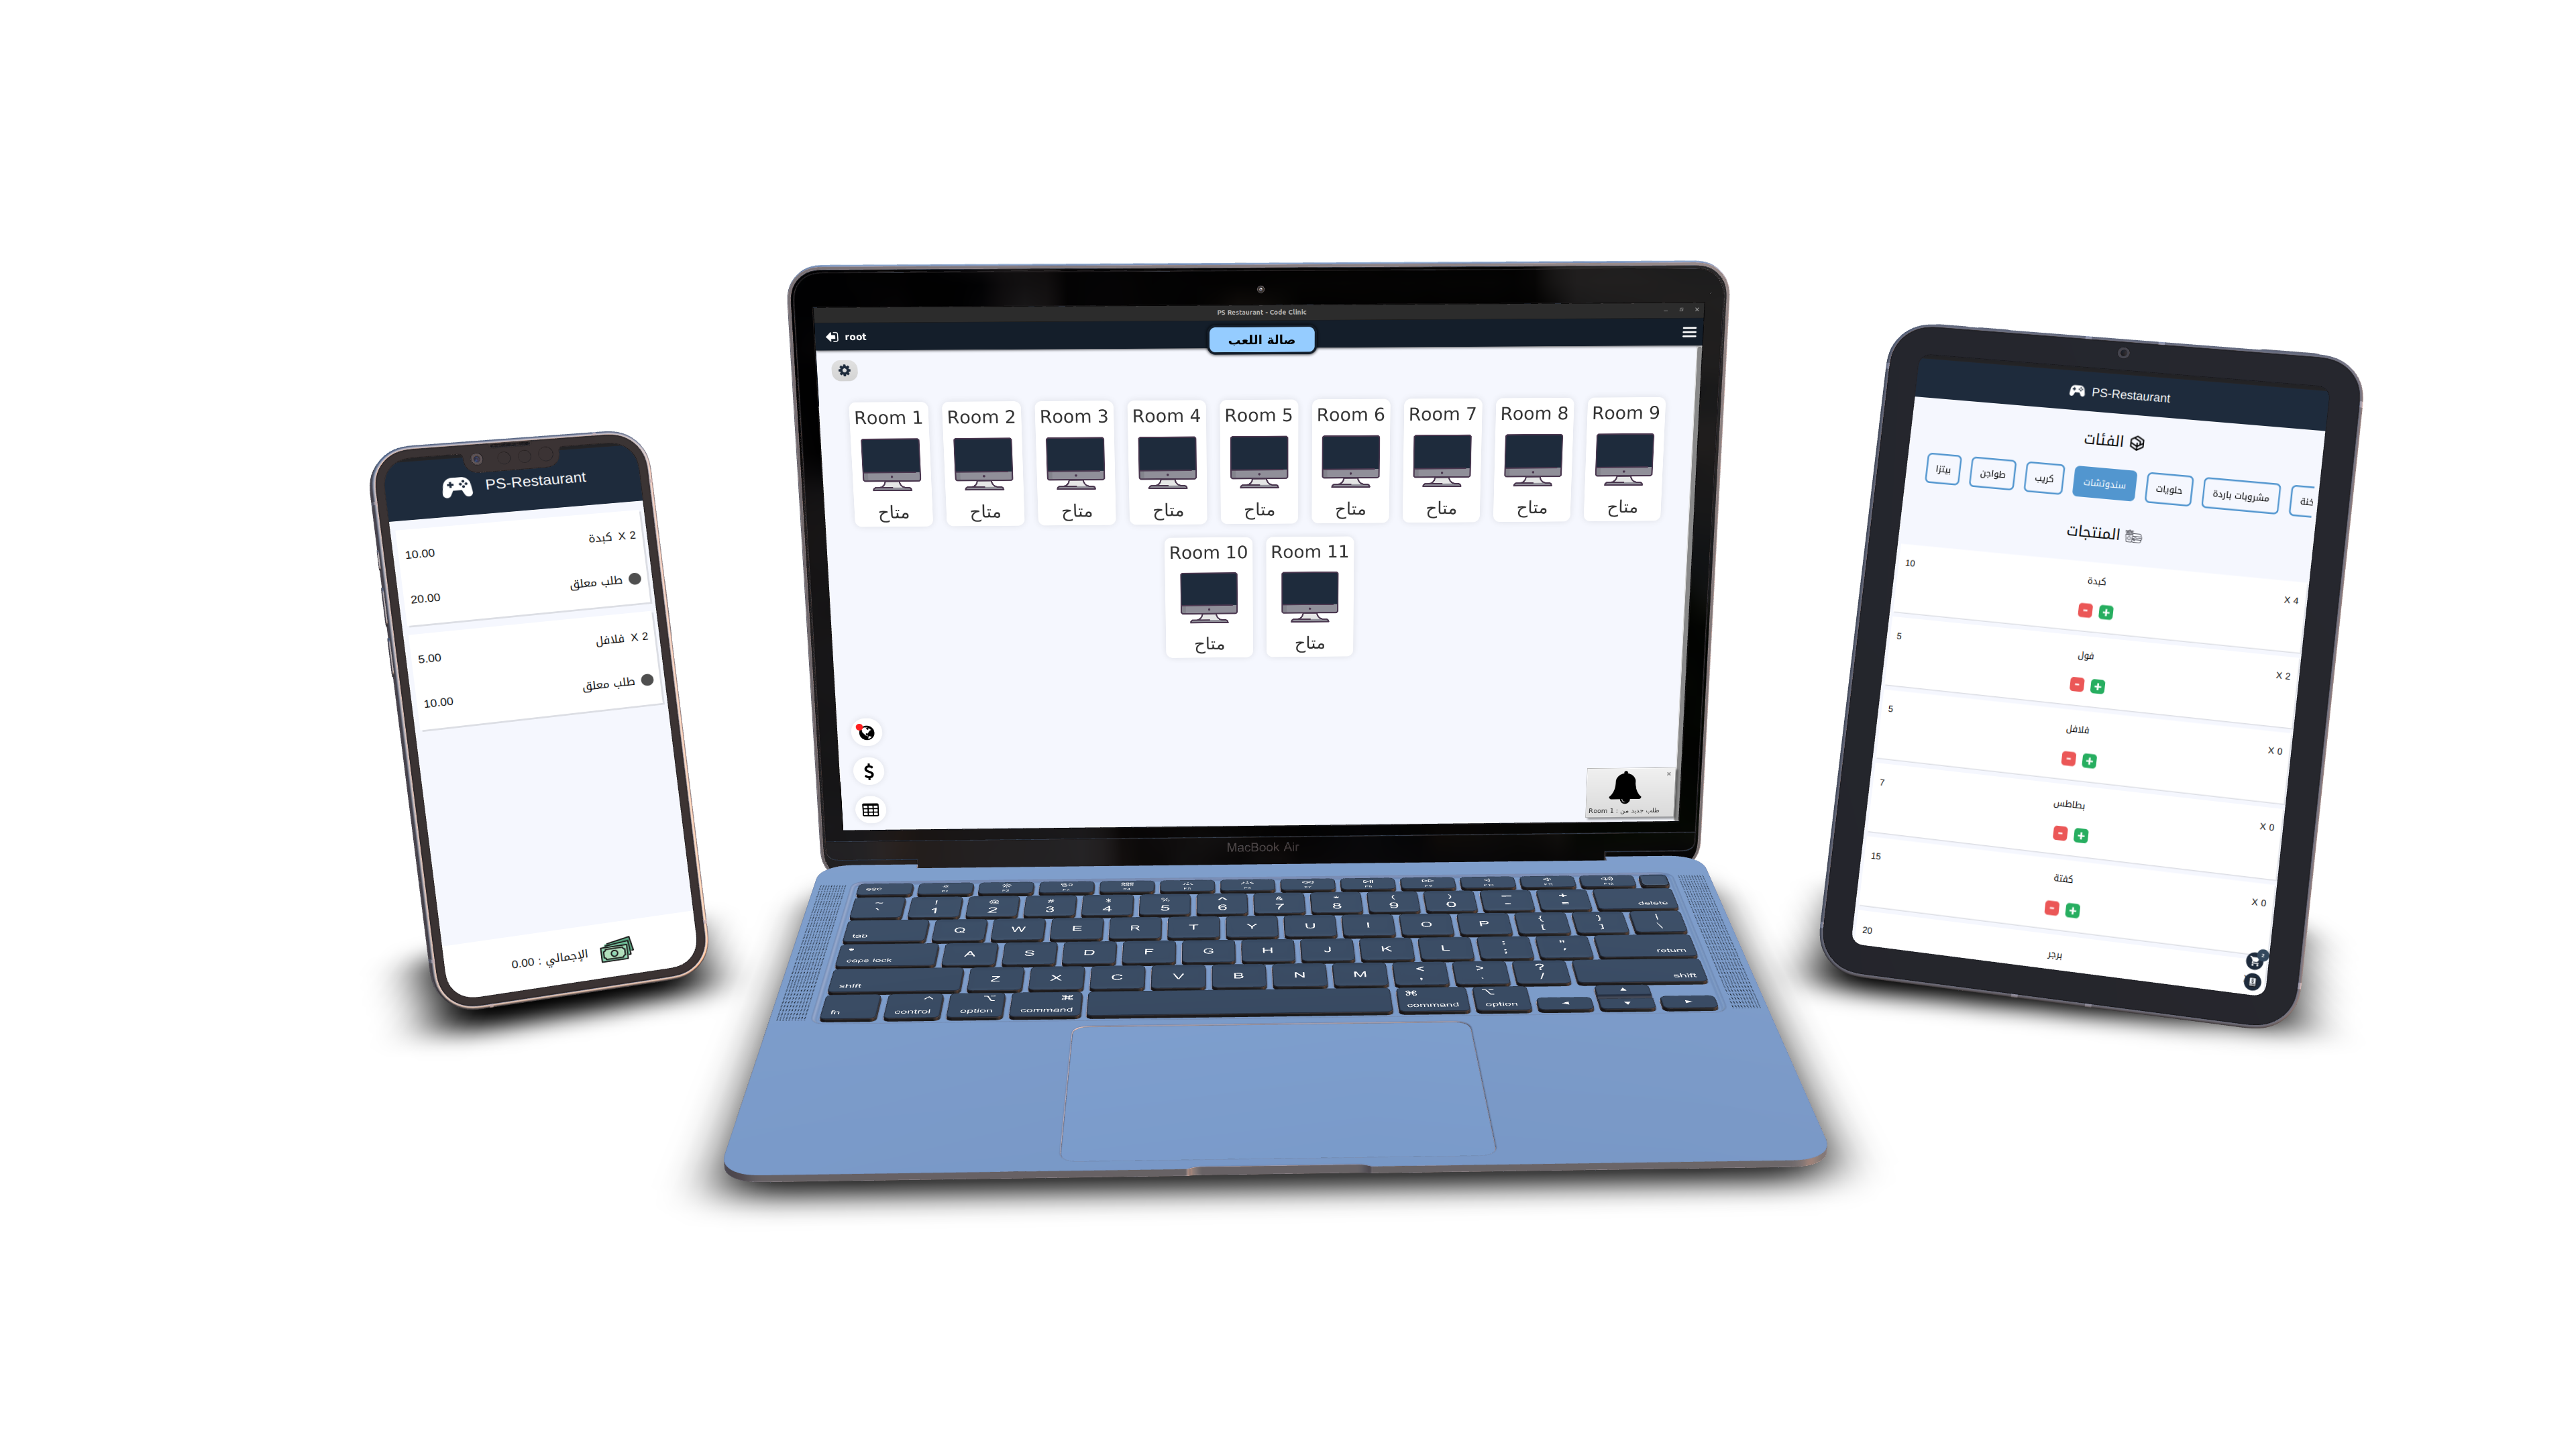 PS-Restaurant
X 2 كبدة
10.00
طلب معلق
20.00
X 2 فلافل
5.00
طلب معلق
10.00
الإجمالي : 0.00
PS Restaurant - Code Clinic
root
صالة اللعب
Room 1
Room 2
Room 3
Room 4
Room 5
Room 6
Room 7
Room 8
Room 9
متاح
متاح
متاح
متاح
متاح
متاح
متاح
متاح
متاح
Room 10
Room 11
متاح
متاح
طلب جديد من : Room 1
MacBook Air
esc
~ ` ! 1 @ 2 # 3 $ 4 % 5 ^ 6 & 7 * 8 ( 9 ) 0 _ - + = delete
tab Q W E R T Y U I O P { [ } ] | \
caps lock A S D F G H J K L : ; " ' return
shift Z X C V B N M < , > . ? / shift
fn control option command command option
PS-Restaurant
الفئات
بيتزا
طواجن
كريب
سندوتشات
حلويات
مشروبات باردة
المنتجات
10
كبدة
X 4
- +
5
فول
X 2
- +
5
فلافل
X 0
- +
7
بطاطس
X 0
- +
15
كفتة
X 0
- +
20
برجر